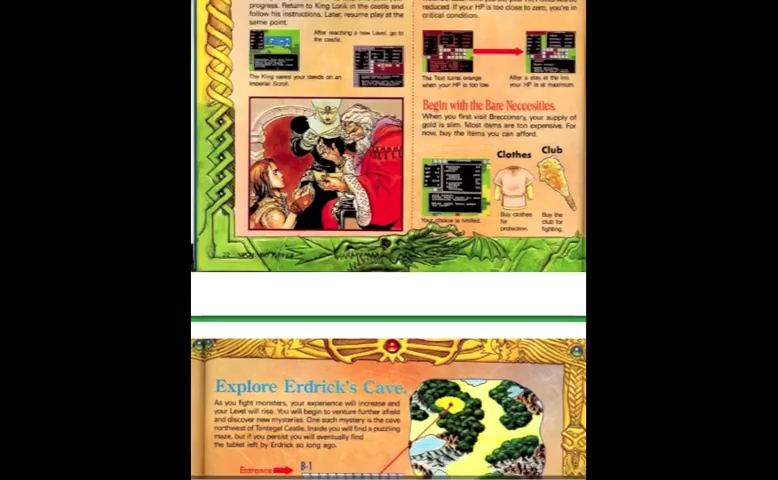 progress. Return to King Lorik in the castle and
follow his instructions. Later, resume play at the
same point.
After reaching a new Level, go to
the castle.
The King saves your deeds on an
Imperial Scroll.
reduced. If your HP is too close to zero, you're in
critical condition.
The Text turns orange
when your HP is too low.
After a stay at the Inn
your HP is at maximum.
Begin with the Bare Neccesities.
When you first visit Breconary, your supply of
gold is slim. Most items are too expensive. For
now, buy the items you can afford.
Clothes
Club
Your choice is limited.
Buy clothes
for
protection.
Buy the
club for
fighting.
22
Explore Erdrick's Cave.
As you fight monsters, your experience will increase and
your Level will rise. You will begin to venture further afield
and discover new mysteries. One such mystery is the cave
northwest of Tantegel Castle. Inside you will find a puzzling
maze, but if you persist you will eventually find
the tablet left by Erdrick so long ago.
Entrance
B-1